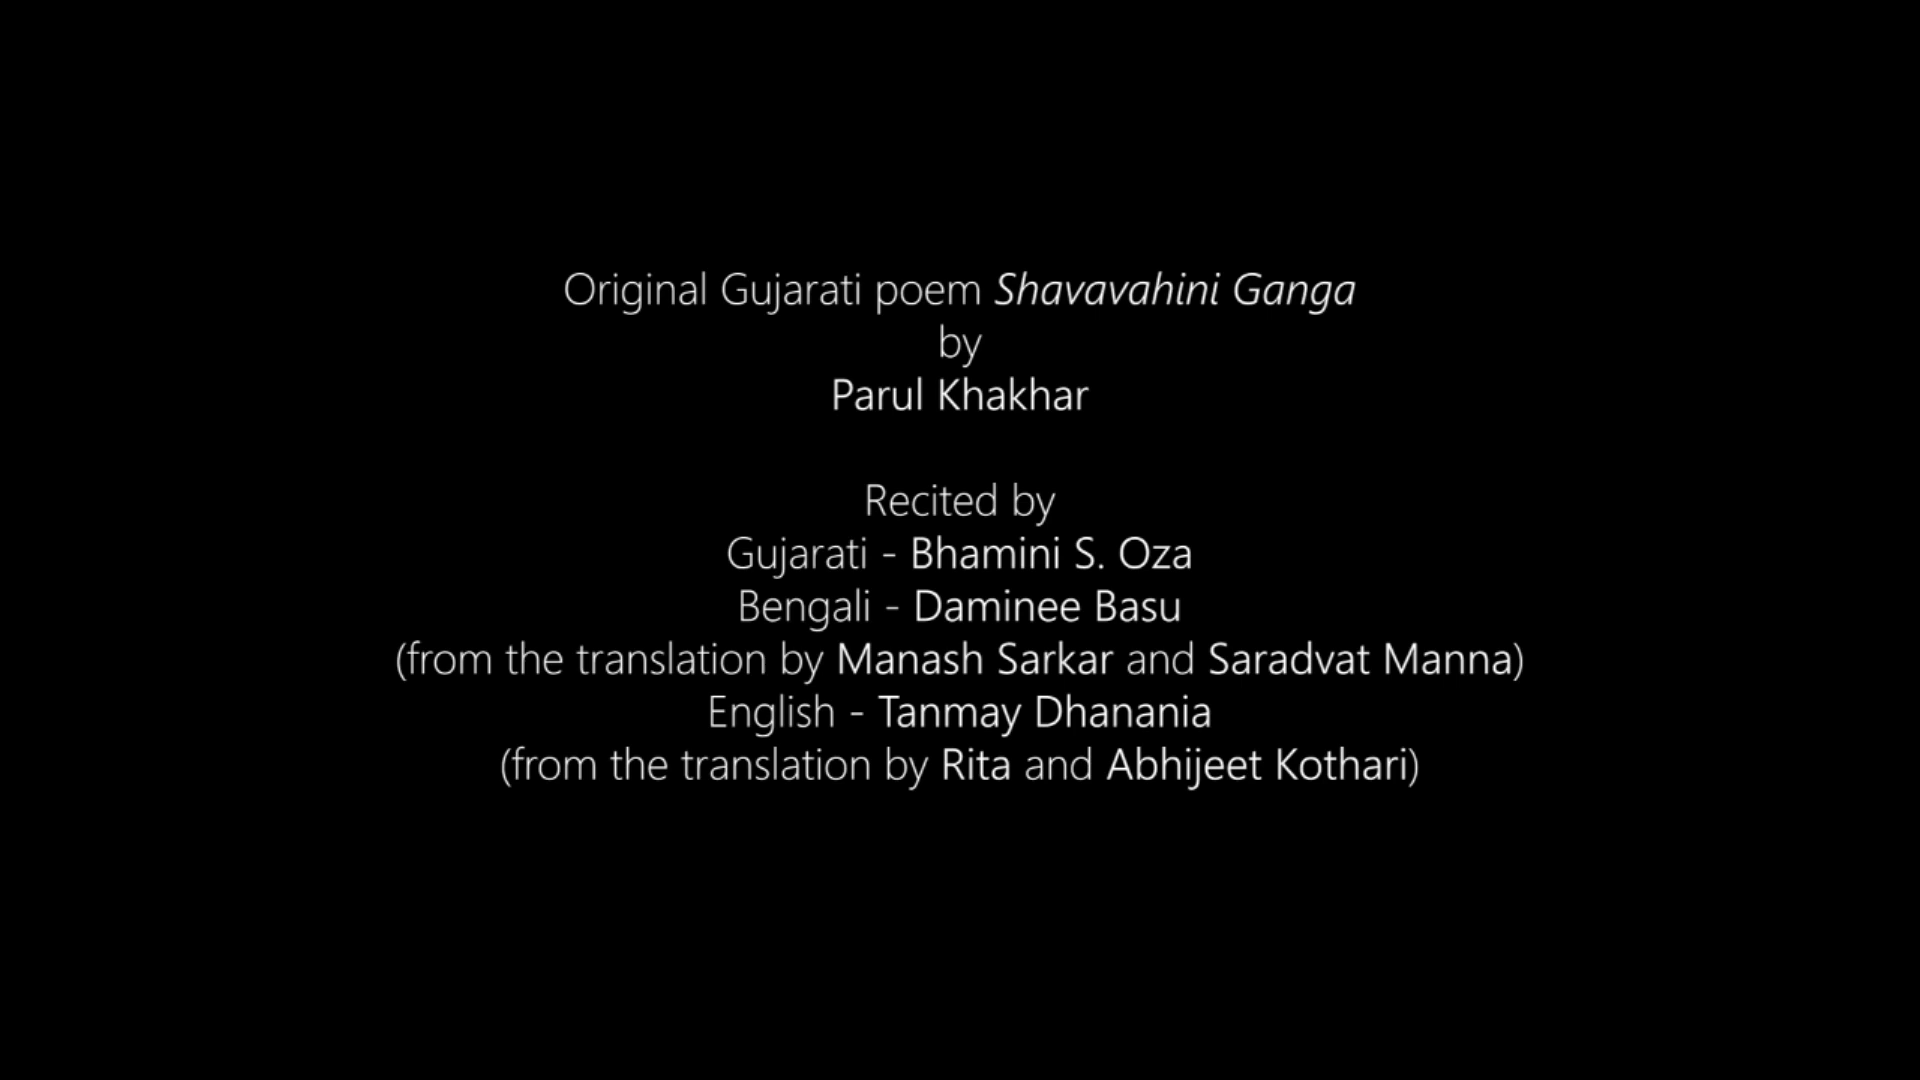 Original Gujarati poem Shavavahini Ganga
by
Parul Khakhar
Recited by
Gujarati - Bhamini S. Oza
Bengali - Daminee Basu
(from the translation by Manash Sarkar and Saradvat Manna)
English - Tanmay Dhanania
(from the translation by Rita and Abhijeet Kothari)